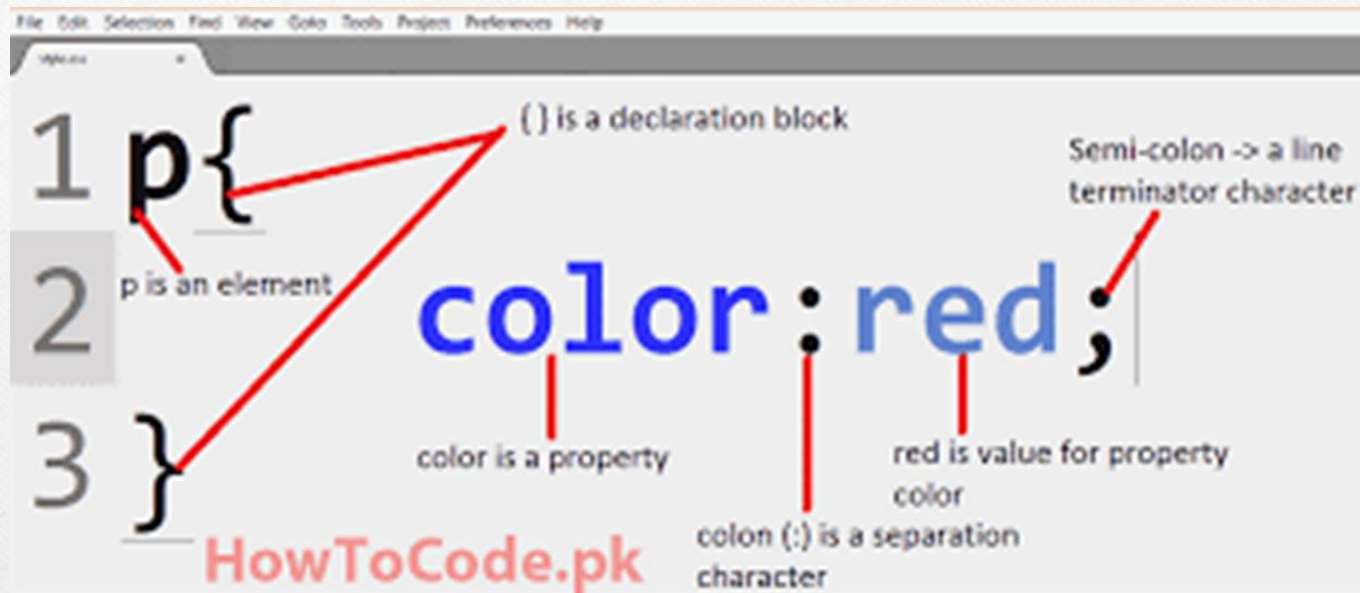 File Edit Selection Find View Goto Tools Project Preferences Help
{ } is a declaration block
1 p{
Semi-colon -> a line
terminator character
p is an element
2 color:red;
3 }
color is a property
red is value for property
color
colon (:) is a separation
character
HowToCode.pk